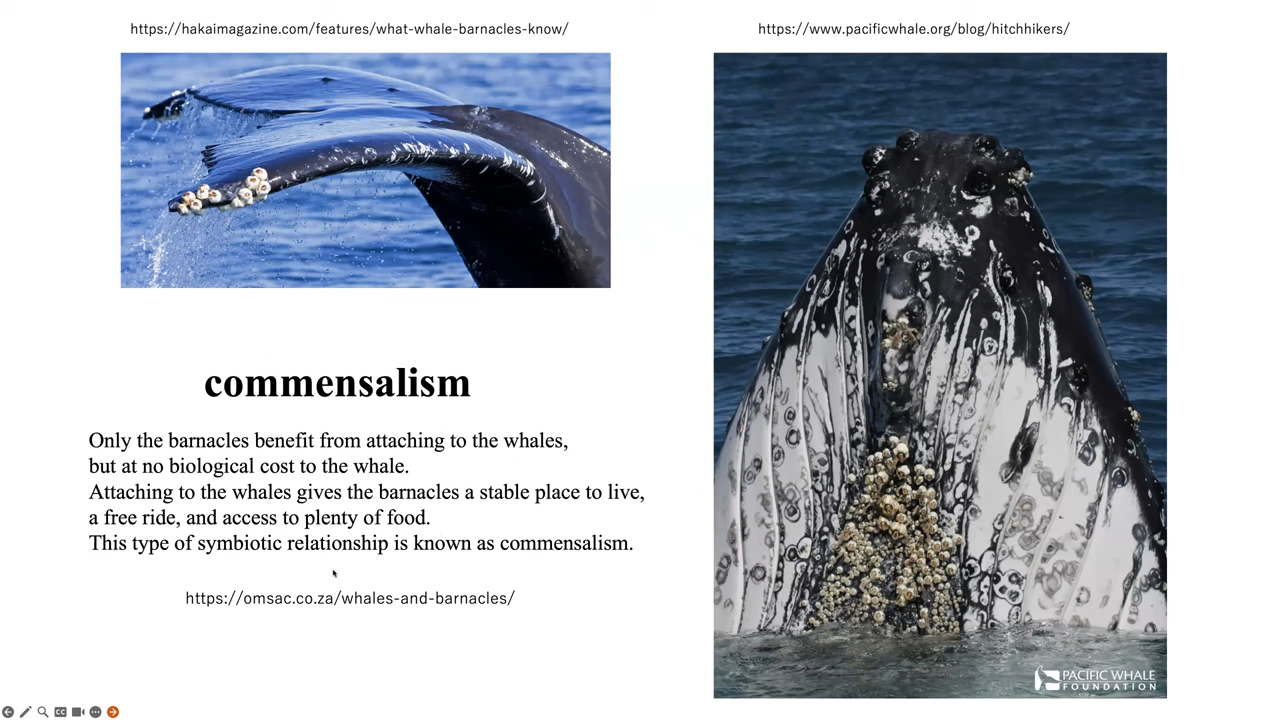 https://hakaimagazine.com/features/what-whale-barnacles-know/
https://www.pacificwhale.org/blog/hitchhikers/
commensalism
Only the barnacles benefit from attaching to the whales,
but at no biological cost to the whale.
Attaching to the whales gives the barnacles a stable place to live,
a free ride, and access to plenty of food.
This type of symbiotic relationship is known as commensalism.
https://omsac.co.za/whales-and-barnacles/
PACIFIC WHALE
FOUNDATION
CC